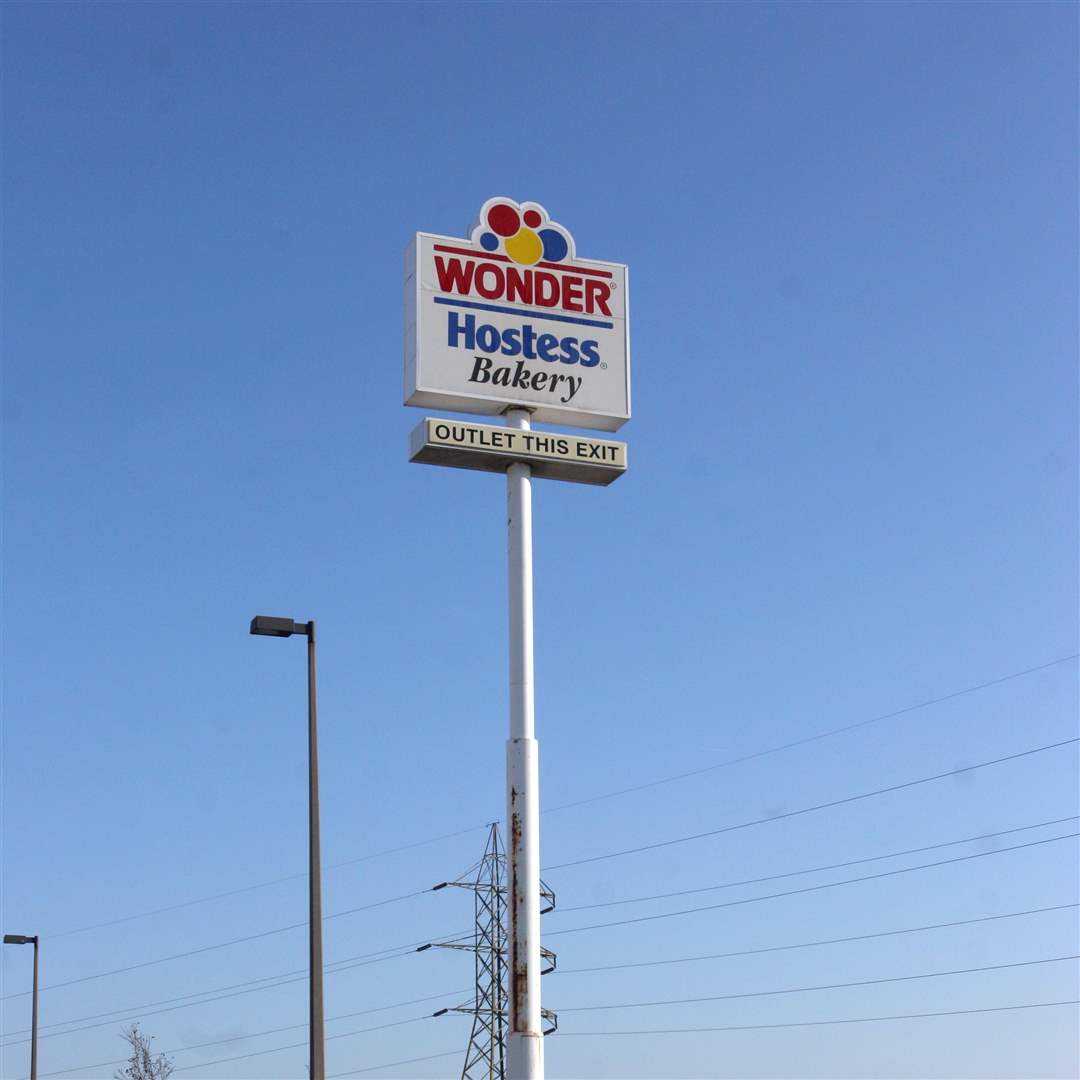 WONDER®
Hostess®
Bakery
OUTLET THIS EXIT